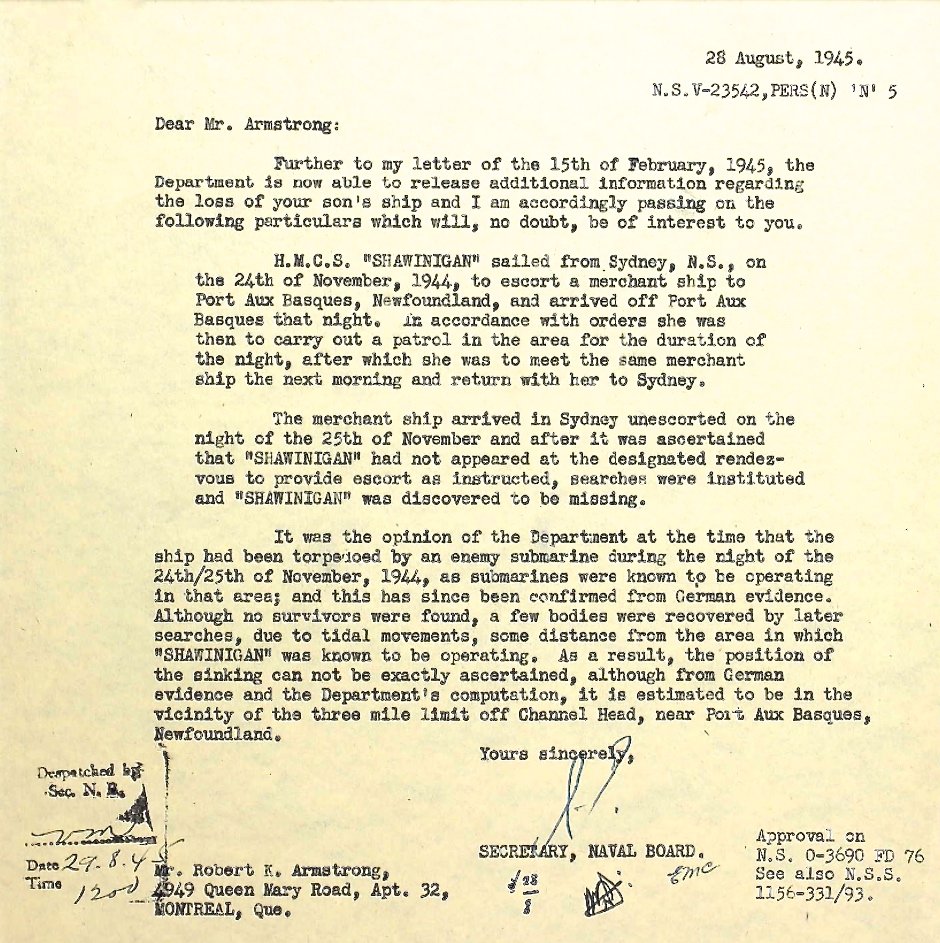 28 August, 1945.
N.S.V-23542,PERS(N) 'N' 5
Dear Mr. Armstrong:
Further to my letter of the 15th of February, 1945, the
Department is now able to release additional information regarding
the loss of your son's ship and I am accordingly passing on the
following particulars which will, no doubt, be of interest to you.
H.M.C.S. "SHAWINIGAN" sailed from Sydney, N.S., on
the 24th of November, 1944, to escort a merchant ship to
Port Aux Basques, Newfoundland, and arrived off Port Aux
Basques that night. In accordance with orders she was
then to carry out a patrol in the area for the duration of
the night, after which she was to meet the same merchant
ship the next morning and return with her to Sydney.
The merchant ship arrived in Sydney unescorted on the
night of the 25th of November and after it was ascertained
that "SHAWINIGAN" had not appeared at the designated rendez-
vous to provide escort as instructed, searches were instituted
and "SHAWINIGAN" was discovered to be missing.
It was the opinion of the Department at the time that the
ship had been torpedoed by an enemy submarine during the night of the
24th/25th of November, 1944, as submarines were known to be operating
in that area; and this has since been confirmed from German evidence.
Although no survivors were found, a few bodies were recovered by later
searches, due to tidal movements, some distance from the area in which
"SHAWINIGAN" was known to be operating. As a result, the position of
the sinking can not be exactly ascertained, although from German
evidence and the Department's computation, it is estimated to be in the
vicinity of the three mile limit off Channel Head, near Port Aux Basques,
Newfoundland.
Yours sincerely,
SECRETARY, NAVAL BOARD.
Despatched by
Sec. N. B.
Date 29.8.45
Time 1200
Mr. Robert K. Armstrong,
4949 Queen Mary Road, Apt. 32,
MONTREAL, Que.
28
8
EMC
Approval on
N.S. 0-3690 FD 76
See also N.S.S.
1156-331/93.